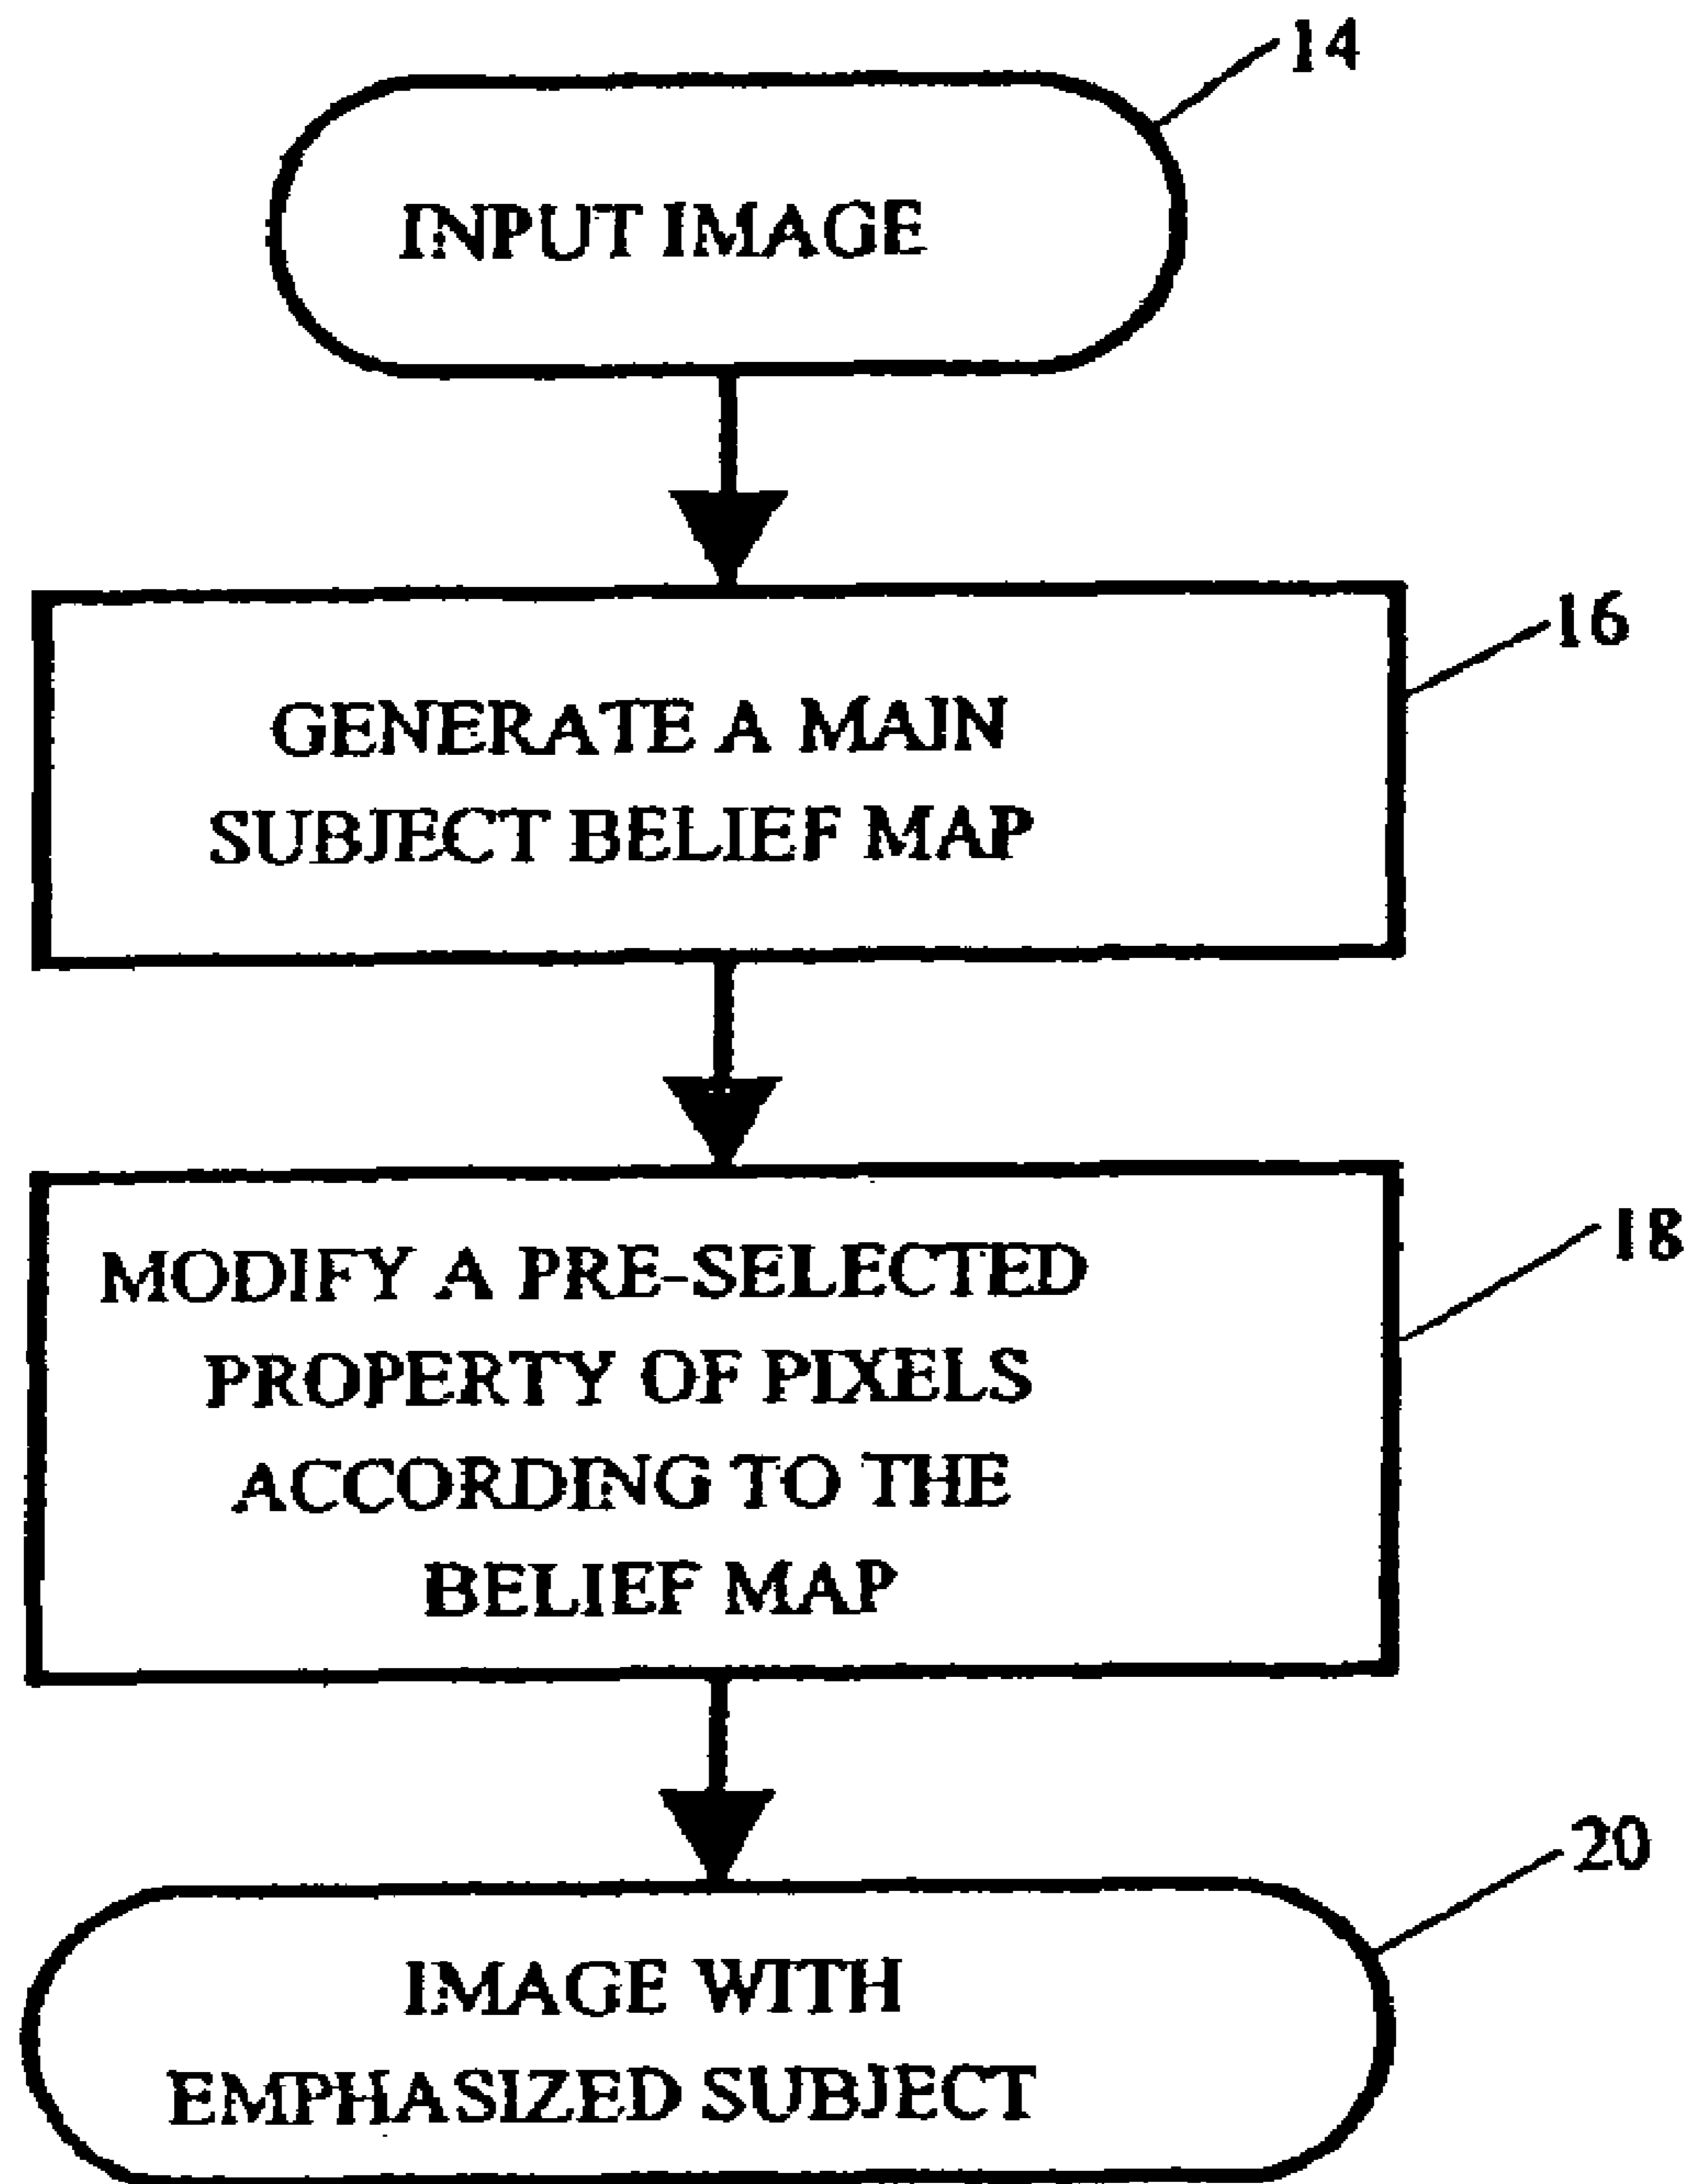 14
INPUT IMAGE
16
GENERATE A MAIN
SUBJECT BELIEF MAP
18
MODIFY A PRE-SELECTED
PROPERTY OF PIXELS
ACCORDING TO THE
BELIEF MAP
20
IMAGE WITH
EMPHASIZED SUBJECT